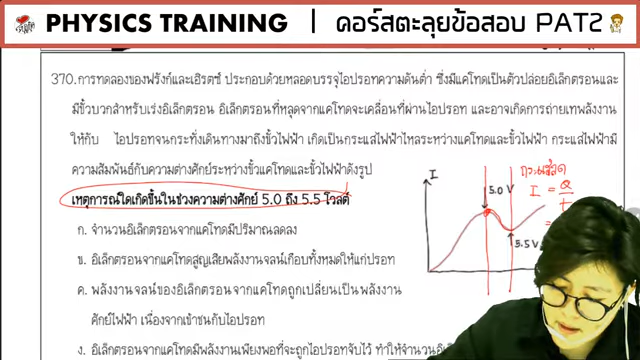 PHYSICS TRAINING | คอร์สตะลุยข้อสอบ PAT2
370. การทดลองของฟรังก์และเฮิรตซ์ ประกอบด้วยหลอดบรรจุไอปรอทความดันต่ำ ซึ่งมีแคโทดเป็นตัวปล่อยอิเล็กตรอนและ
มีขั้วบวกสำหรับเร่งอิเล็กตรอน อิเล็กตรอนที่หลุดจากแคโทดจะเคลื่อนที่ผ่านไอปรอท และอาจเกิดการถ่ายเทพลังงาน
ให้กับ ไอปรอทจนกระทั่งเดินทางมาถึงขั้วไฟฟ้า เกิดเป็นกระแสไฟฟ้าไหลระหว่างแคโทดและขั้วไฟฟ้า กระแสไฟฟ้ามี
ความสัมพันธ์กับความต่างศักย์ระหว่างขั้วแคโทดและขั้วไฟฟ้าดังรูป
เหตุการณ์ใดเกิดขึ้นในช่วงความต่างศักย์ 5.0 ถึง 5.5 โวลต์
ก. จำนวนอิเล็กตรอนจากแคโทดมีปริมาณลดลง
ข. อิเล็กตรอนจากแคโทดสูญเสียพลังงานจลน์เกือบทั้งหมดให้แก่ปรอท
ค. พลังงานจลน์ของอิเล็กตรอนจากแคโทดถูกเปลี่ยนเป็นพลังงาน
ศักย์ไฟฟ้า เนื่องจากเข้าชนกับไอปรอท
ง. อิเล็กตรอนจากแคโทดมีพลังงานเพียงพอที่จะถูกไอปรอทจับไว้ ทำให้จำนวนอิเล็
I
5.0 V
5.5 V
I = Q
t
=